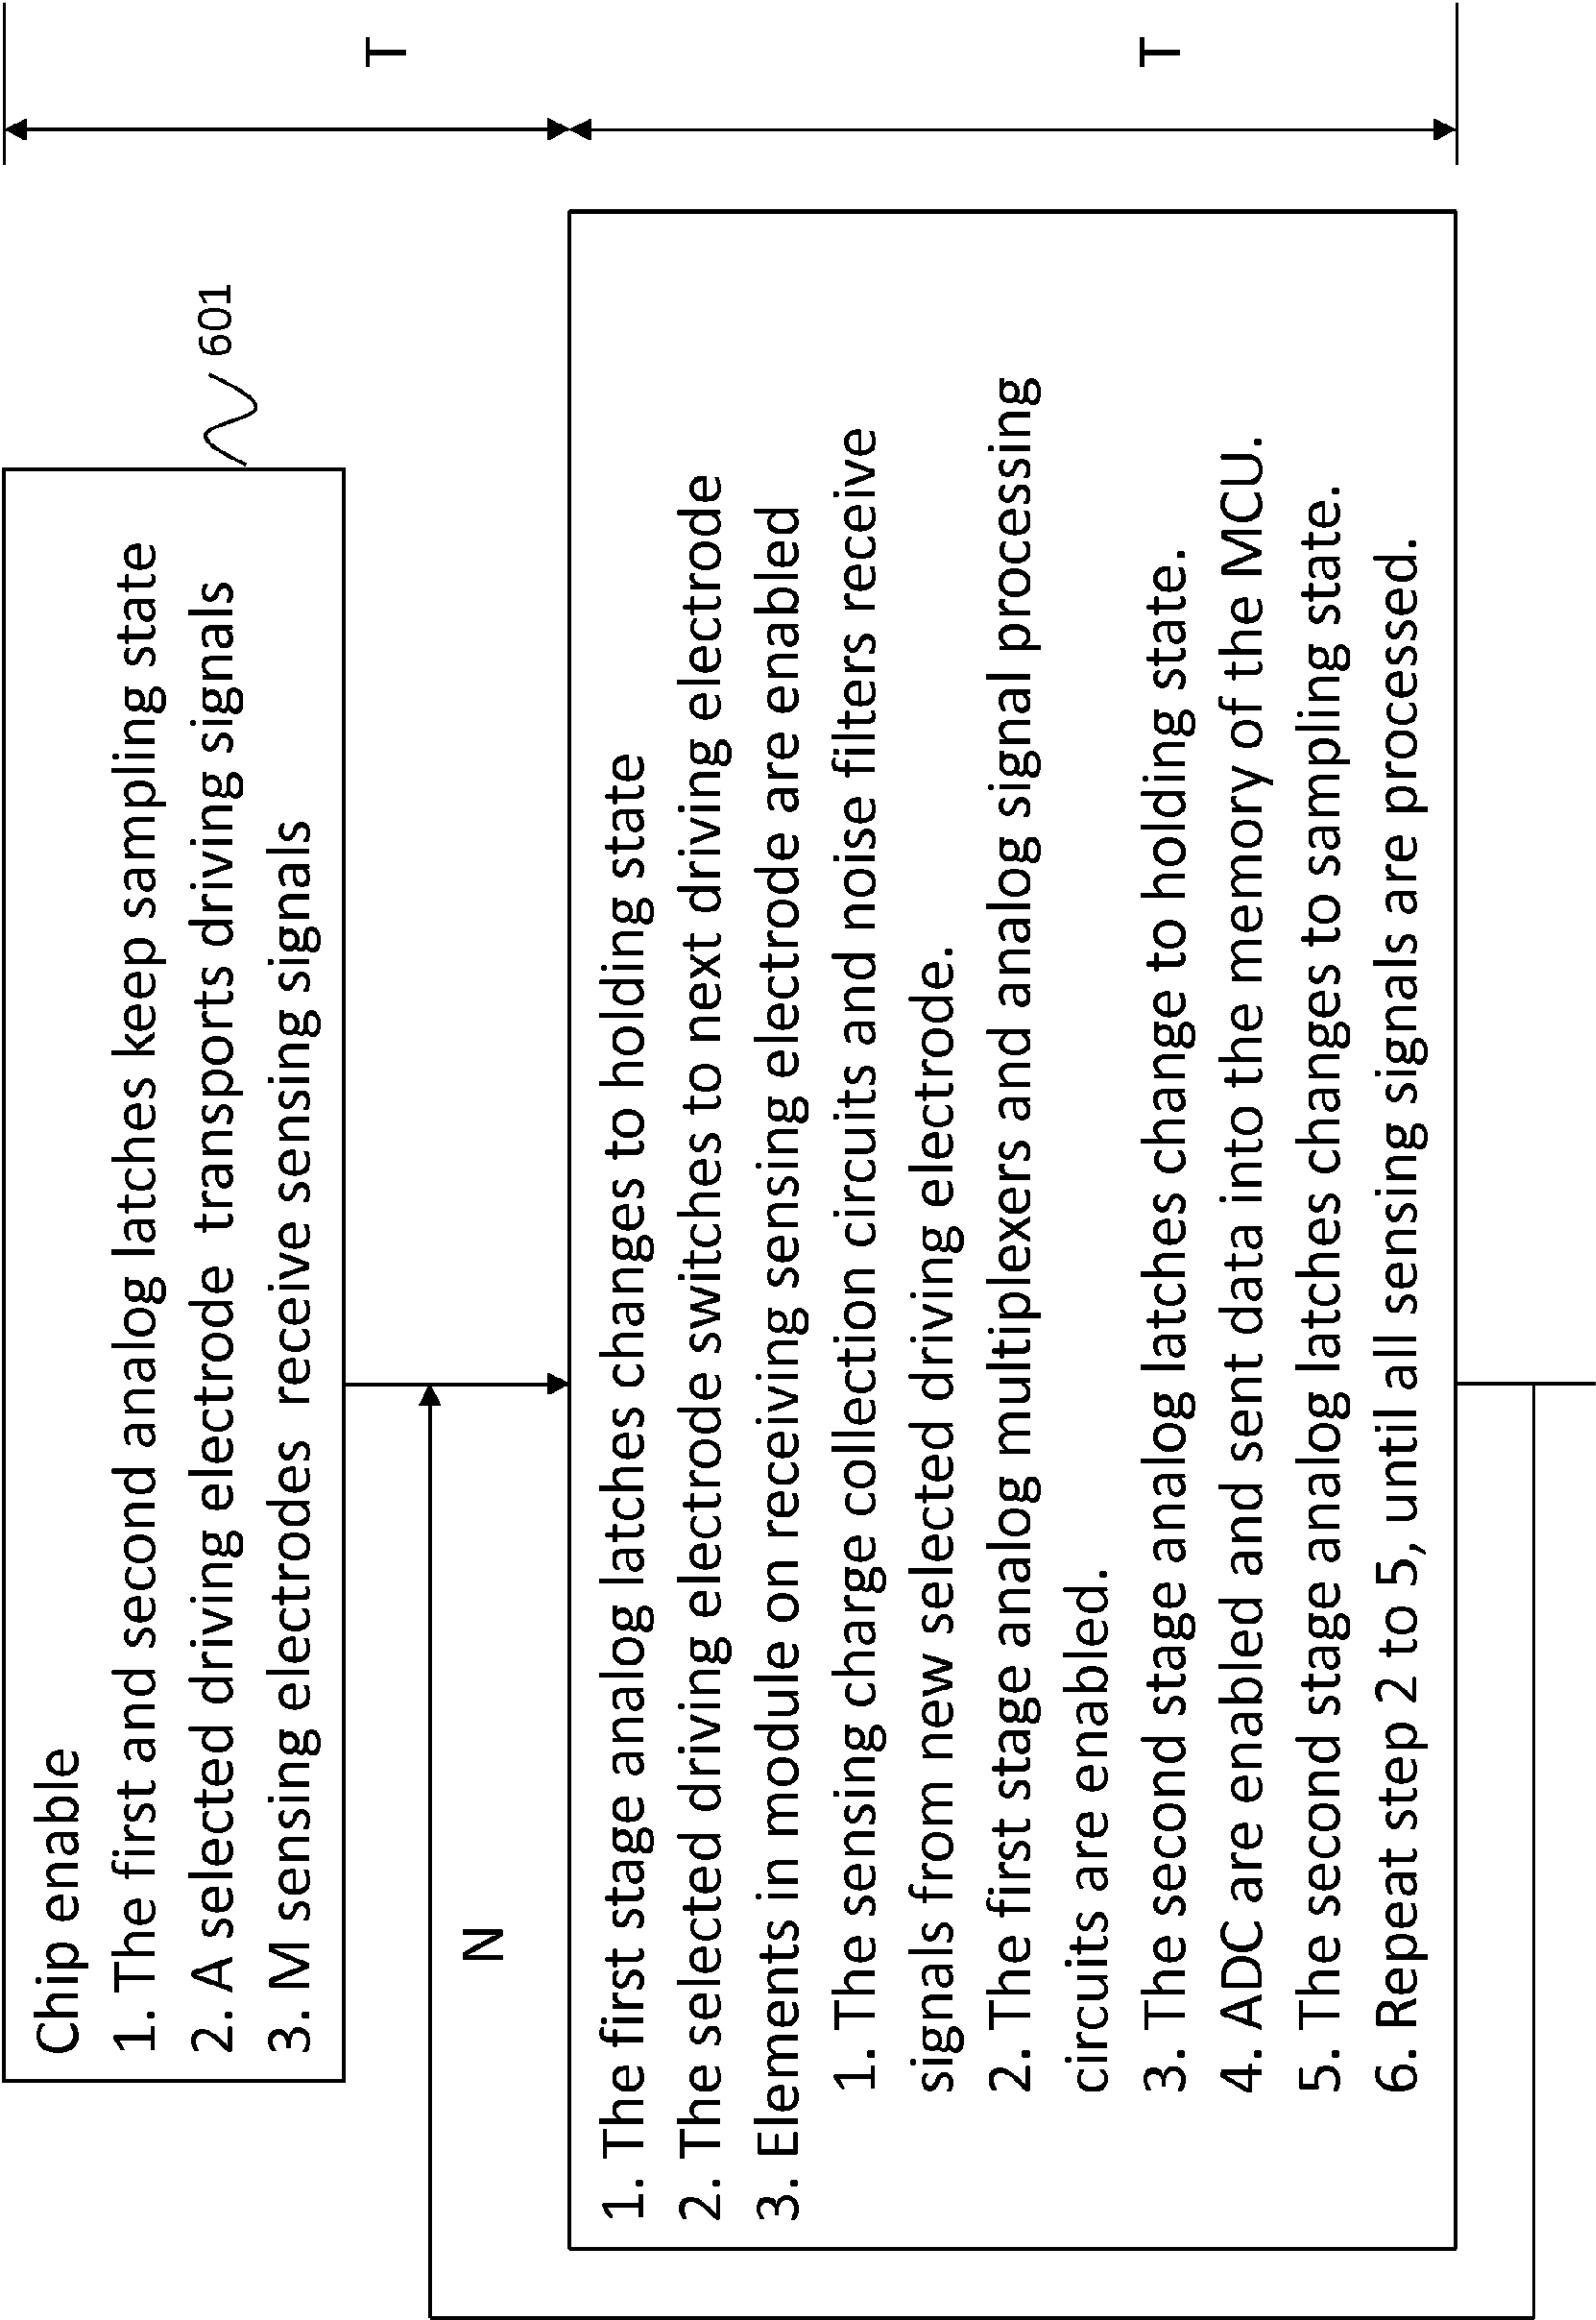 Chip enable
1. The first and second analog latches keep sampling state
2. A selected driving electrode transports driving signals
3. M sensing electrodes receive sensing signals
601
T
N
1. The first stage analog latches changes to holding state
2. The selected driving electrode switches to next driving electrode
3. Elements in module on receiving sensing electrode are enabled
1. The sensing charge collection circuits and noise filters receive
signals from new selected driving electrode.
2. The first stage analog multiplexers and analog signal processing
circuits are enabled.
3. The second stage analog latches change to holding state.
4. ADC are enabled and sent data into the memory of the MCU.
5. The second stage analog latches changes to sampling state.
6. Repeat step 2 to 5, until all sensing signals are processed.
T